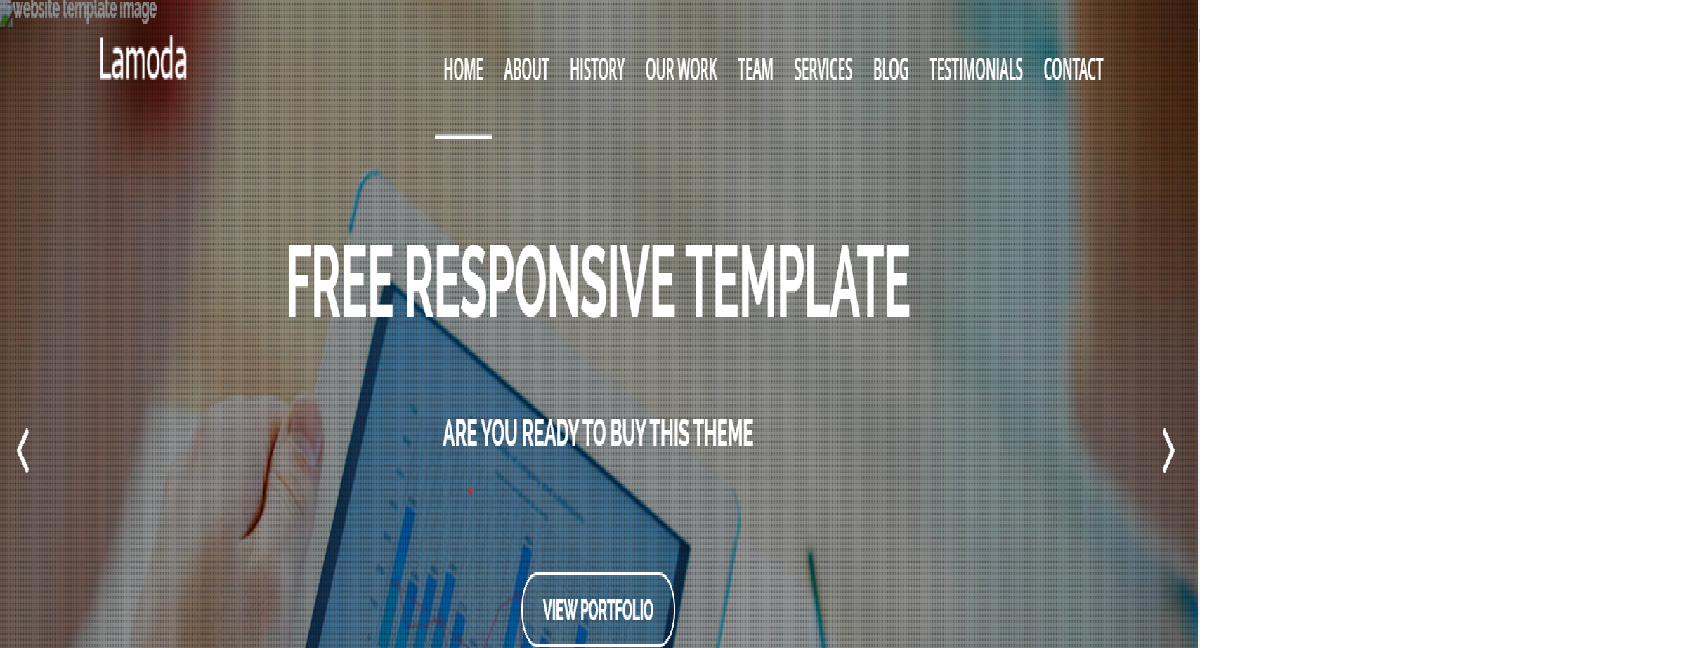 website template image
Lamoda
HOME ABOUT HISTORY OUR WORK TEAM SERVICES BLOG TESTIMONIALS CONTACT
FREE RESPONSIVE TEMPLATE
ARE YOU READY TO BUY THIS THEME
VIEW PORTFOLIO